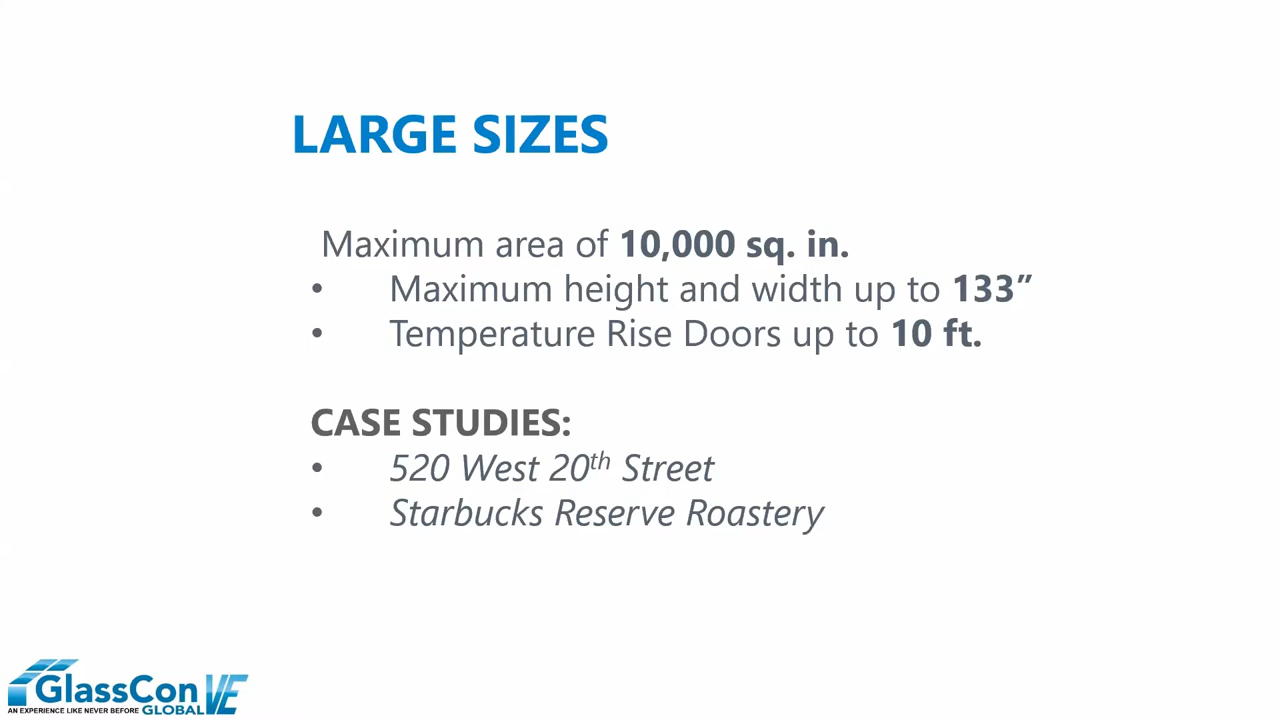 LARGE SIZES
Maximum area of 10,000 sq. in.
• Maximum height and width up to 133”
• Temperature Rise Doors up to 10 ft.
CASE STUDIES:
• 520 West 20th Street
• Starbucks Reserve Roastery
GlassCon VE
AN EXPERIENCE LIKE NEVER BEFORE GLOBAL